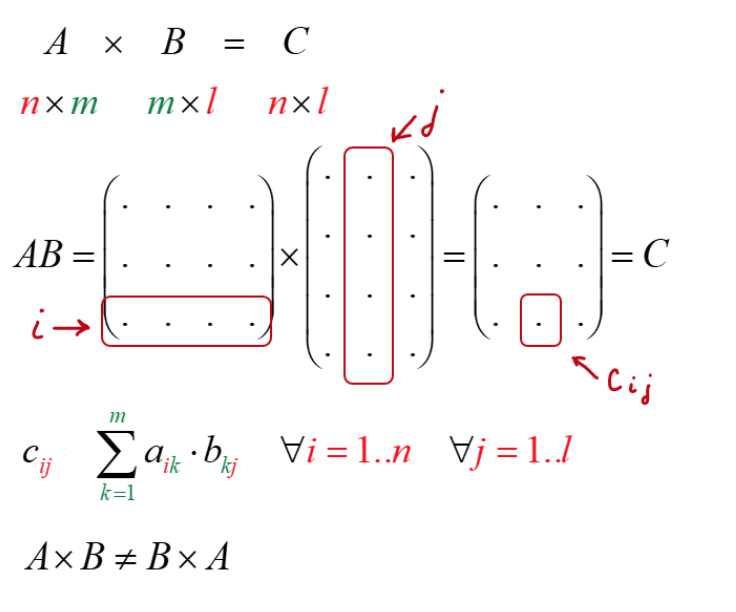 A × B = C
n×m m×l n×l
j
AB = ( . . . . . . . . . . . . ) × ( . . . . . . . . . . . . ) = ( . . . . . . . . . ) = C
i →
c_ij
c_ij ∑_{k=1}^{m} a_ik · b_kj ∀i = 1..n ∀j = 1..l
A × B ≠ B × A